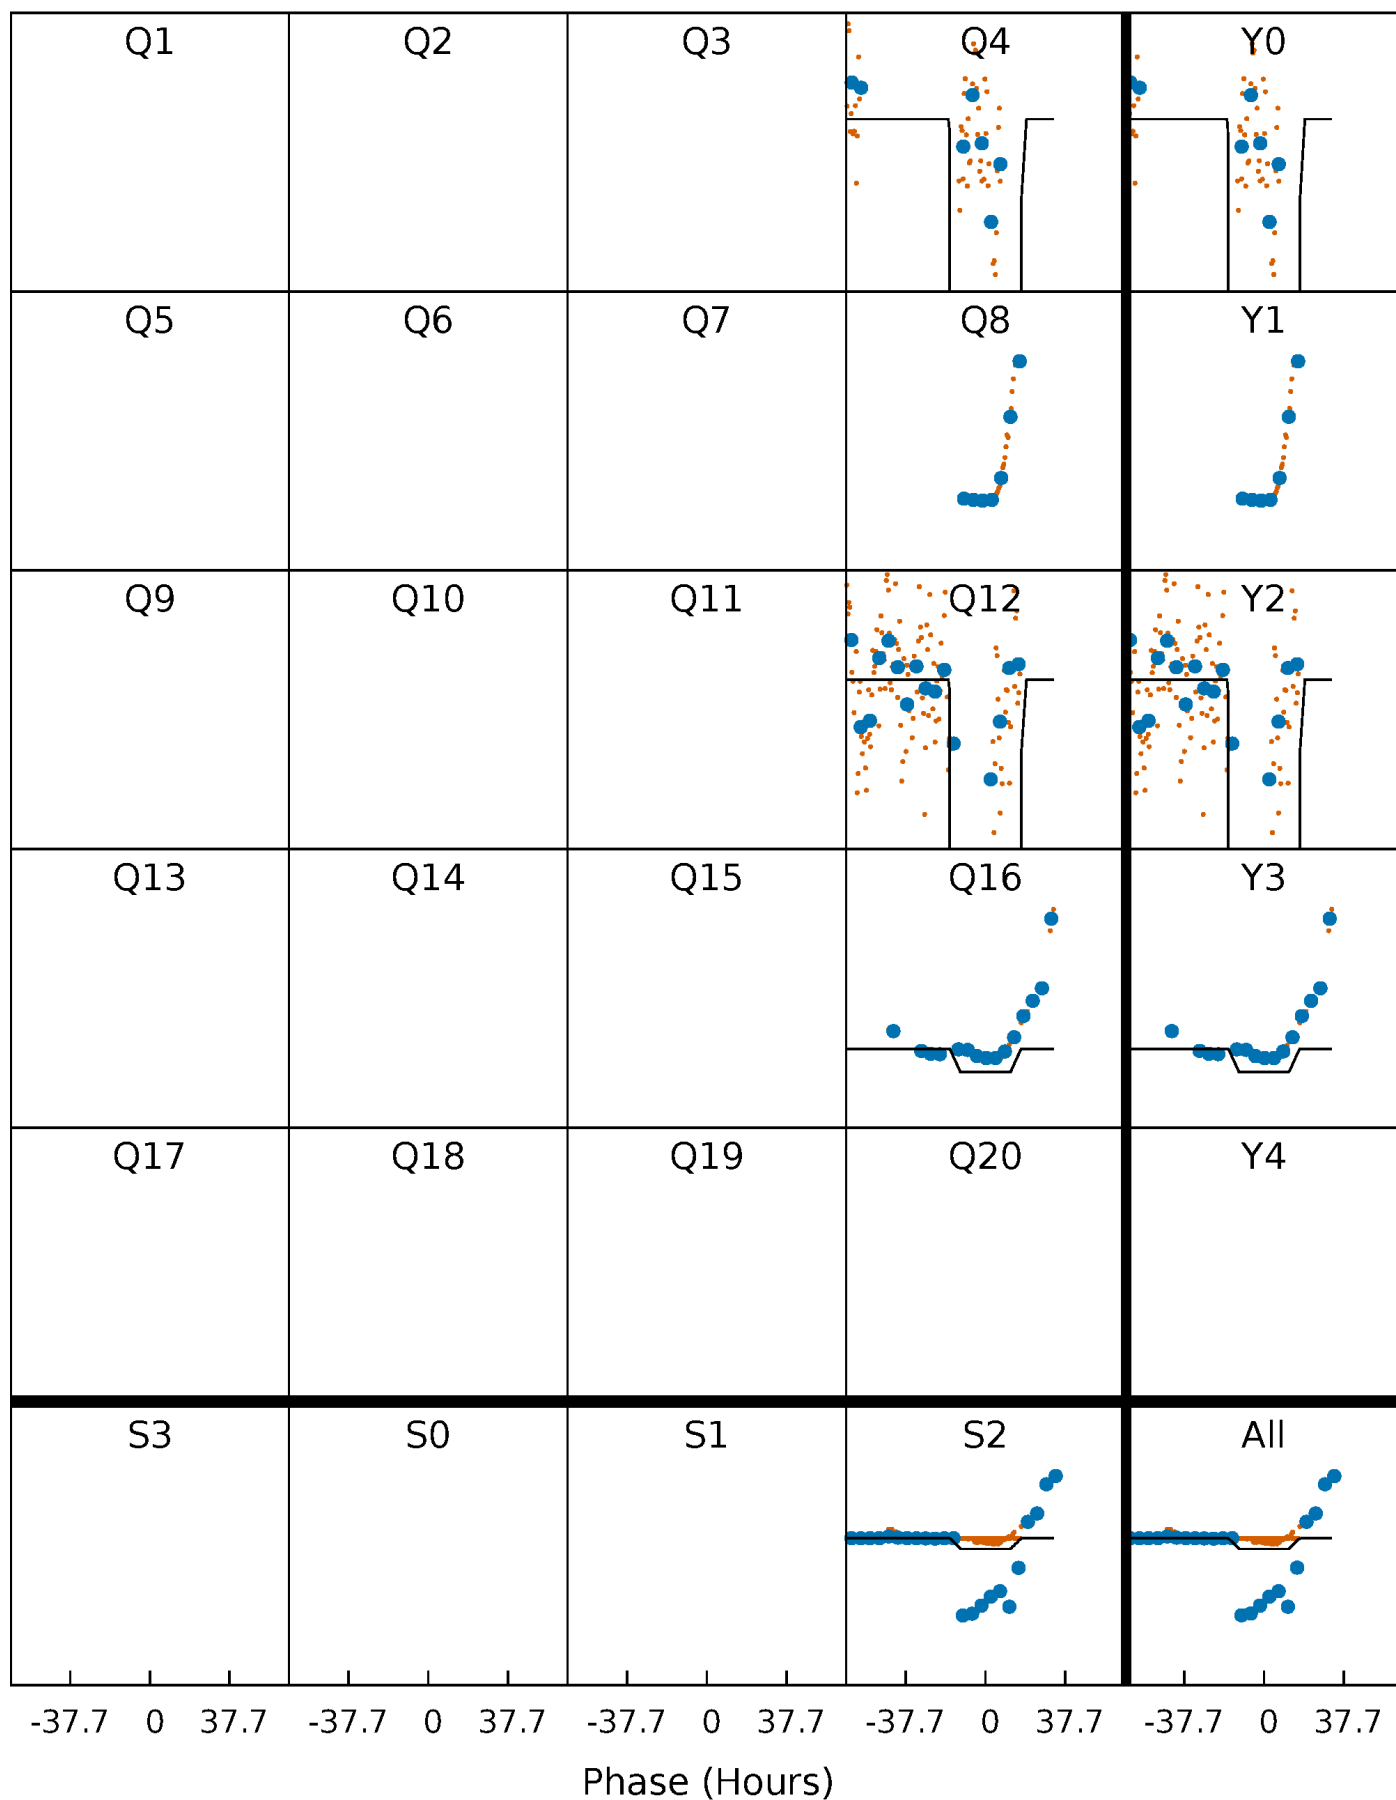 Q1 Q2 Q3 Q4 Y0
Q5 Q6 Q7 Q8 Y1
Q9 Q10 Q11 Q12 Y2
Q13 Q14 Q15 Q16 Y3
Q17 Q18 Q19 Q20 Y4
S3 S0 S1 S2 All
-37.7 0 37.7 -37.7 0 37.7 -37.7 0 37.7 -37.7 0 37.7 -37.7 0 37.7
Phase (Hours)